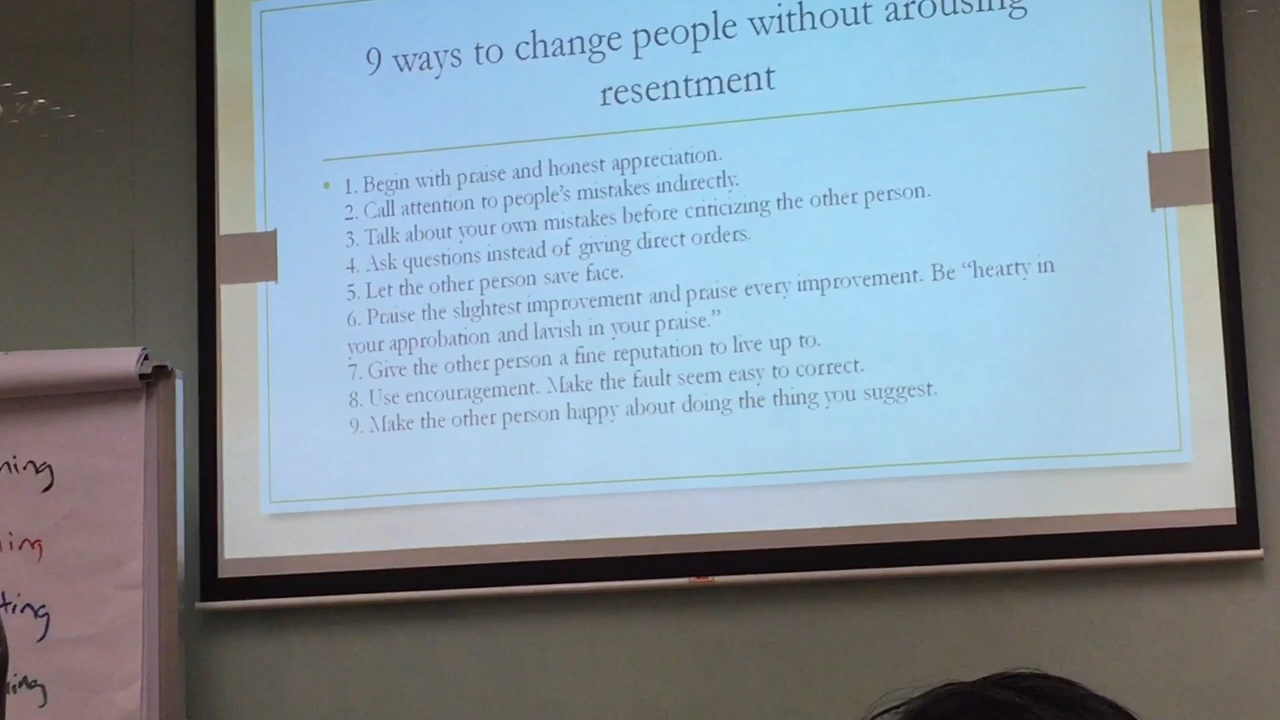 9 ways to change people without arousing
resentment
1. Begin with praise and honest appreciation.
2. Call attention to people's mistakes indirectly.
3. Talk about your own mistakes before criticizing the other person.
4. Ask questions instead of giving direct orders.
5. Let the other person save face.
6. Praise the slightest improvement and praise every improvement. Be “hearty in
your approbation and lavish in your praise.”
7. Give the other person a fine reputation to live up to.
8. Use encouragement. Make the fault seem easy to correct.
9. Make the other person happy about doing the thing you suggest.